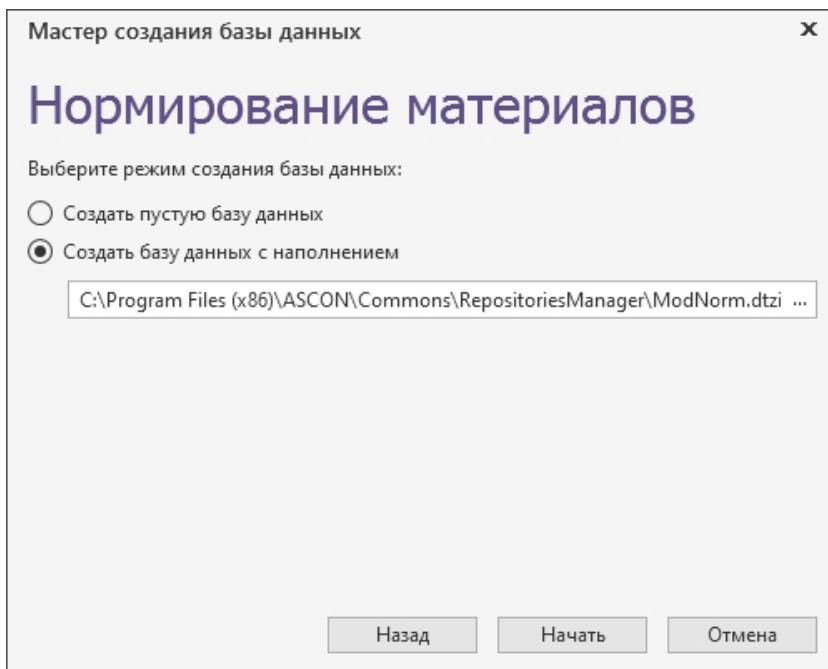 Мастер создания базы данных x
Нормирование материалов
Выберите режим создания базы данных:
Создать пустую базу данных
Создать базу данных с наполнением
C:\Program Files (x86)\ASCON\Commons\RepositoriesManager\ModNorm.dtzi ...
Назад Начать Отмена